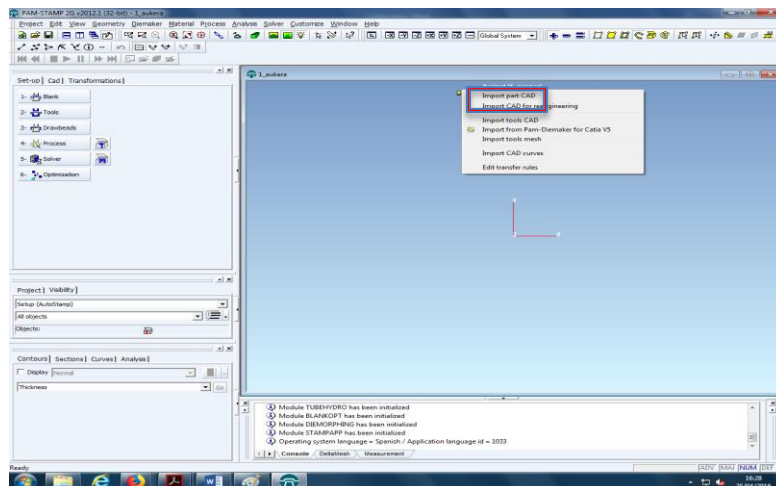 PAM-STAMP 2G v2012.1 (32-bit) - 1_aukera
Project Edit View Geometry Diemaker Material Process Analysis Solver Customize Window Help
Global System
Set-up Cad Transformations
1- Blank
2- Tools
3- Drawbeads
4- Process
5- Solver
6- Optimization
Project Visibility
Setup (AutoStamp)
All objects
Objects:
Contours Sections Curves Analysis
Display Normal
Thickness Go
1_aukera
Import part CAD
Import CAD for reengineering
Import tools CAD
Import from Pam-Diemaker for Catia V5
Import tools mesh
Import CAD curves
Edit transfer rules
Module TUBEHYDRO has been initialized
Module BLANKOPT has been initialized
Module DIEMORPHING has been initialized
Module STAMPAPP has been initialized
Operating system language = Spanish / Application language id = 1033
Console DeltaMesh Measurement
Ready
ADV MAJ NUM DEF
16:28
25/04/2018